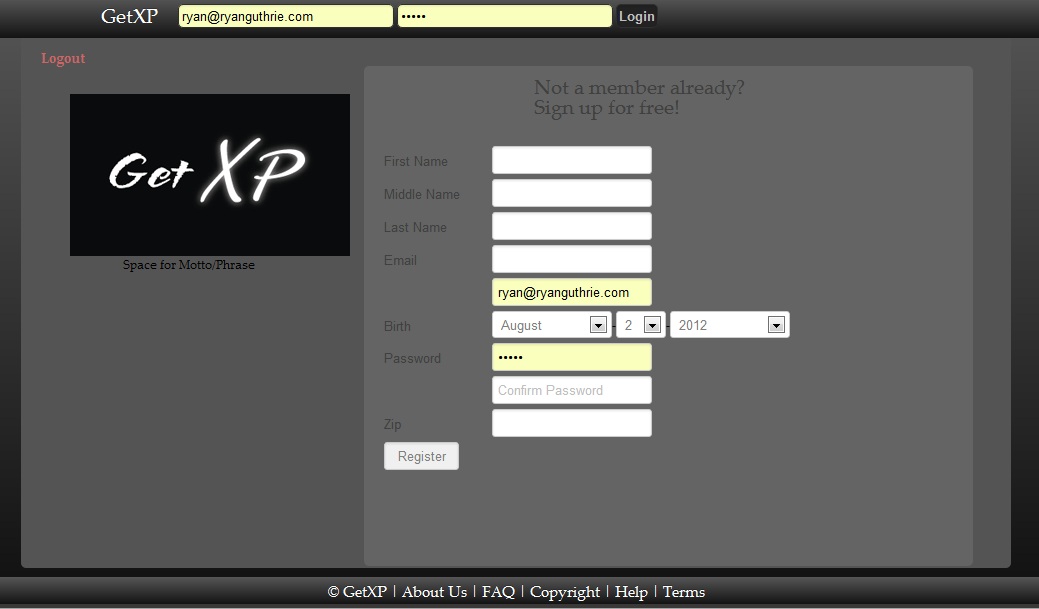 GetXP ryan@ryanguthrie.com ••••• Login
Logout
Get XP
Space for Motto/Phrase
Not a member already?
Sign up for free!
First Name
Middle Name
Last Name
Email
ryan@ryanguthrie.com
Birth August - 2 - 2012
Password •••••
Confirm Password
Zip
Register
© GetXP | About Us | FAQ | Copyright | Help | Terms